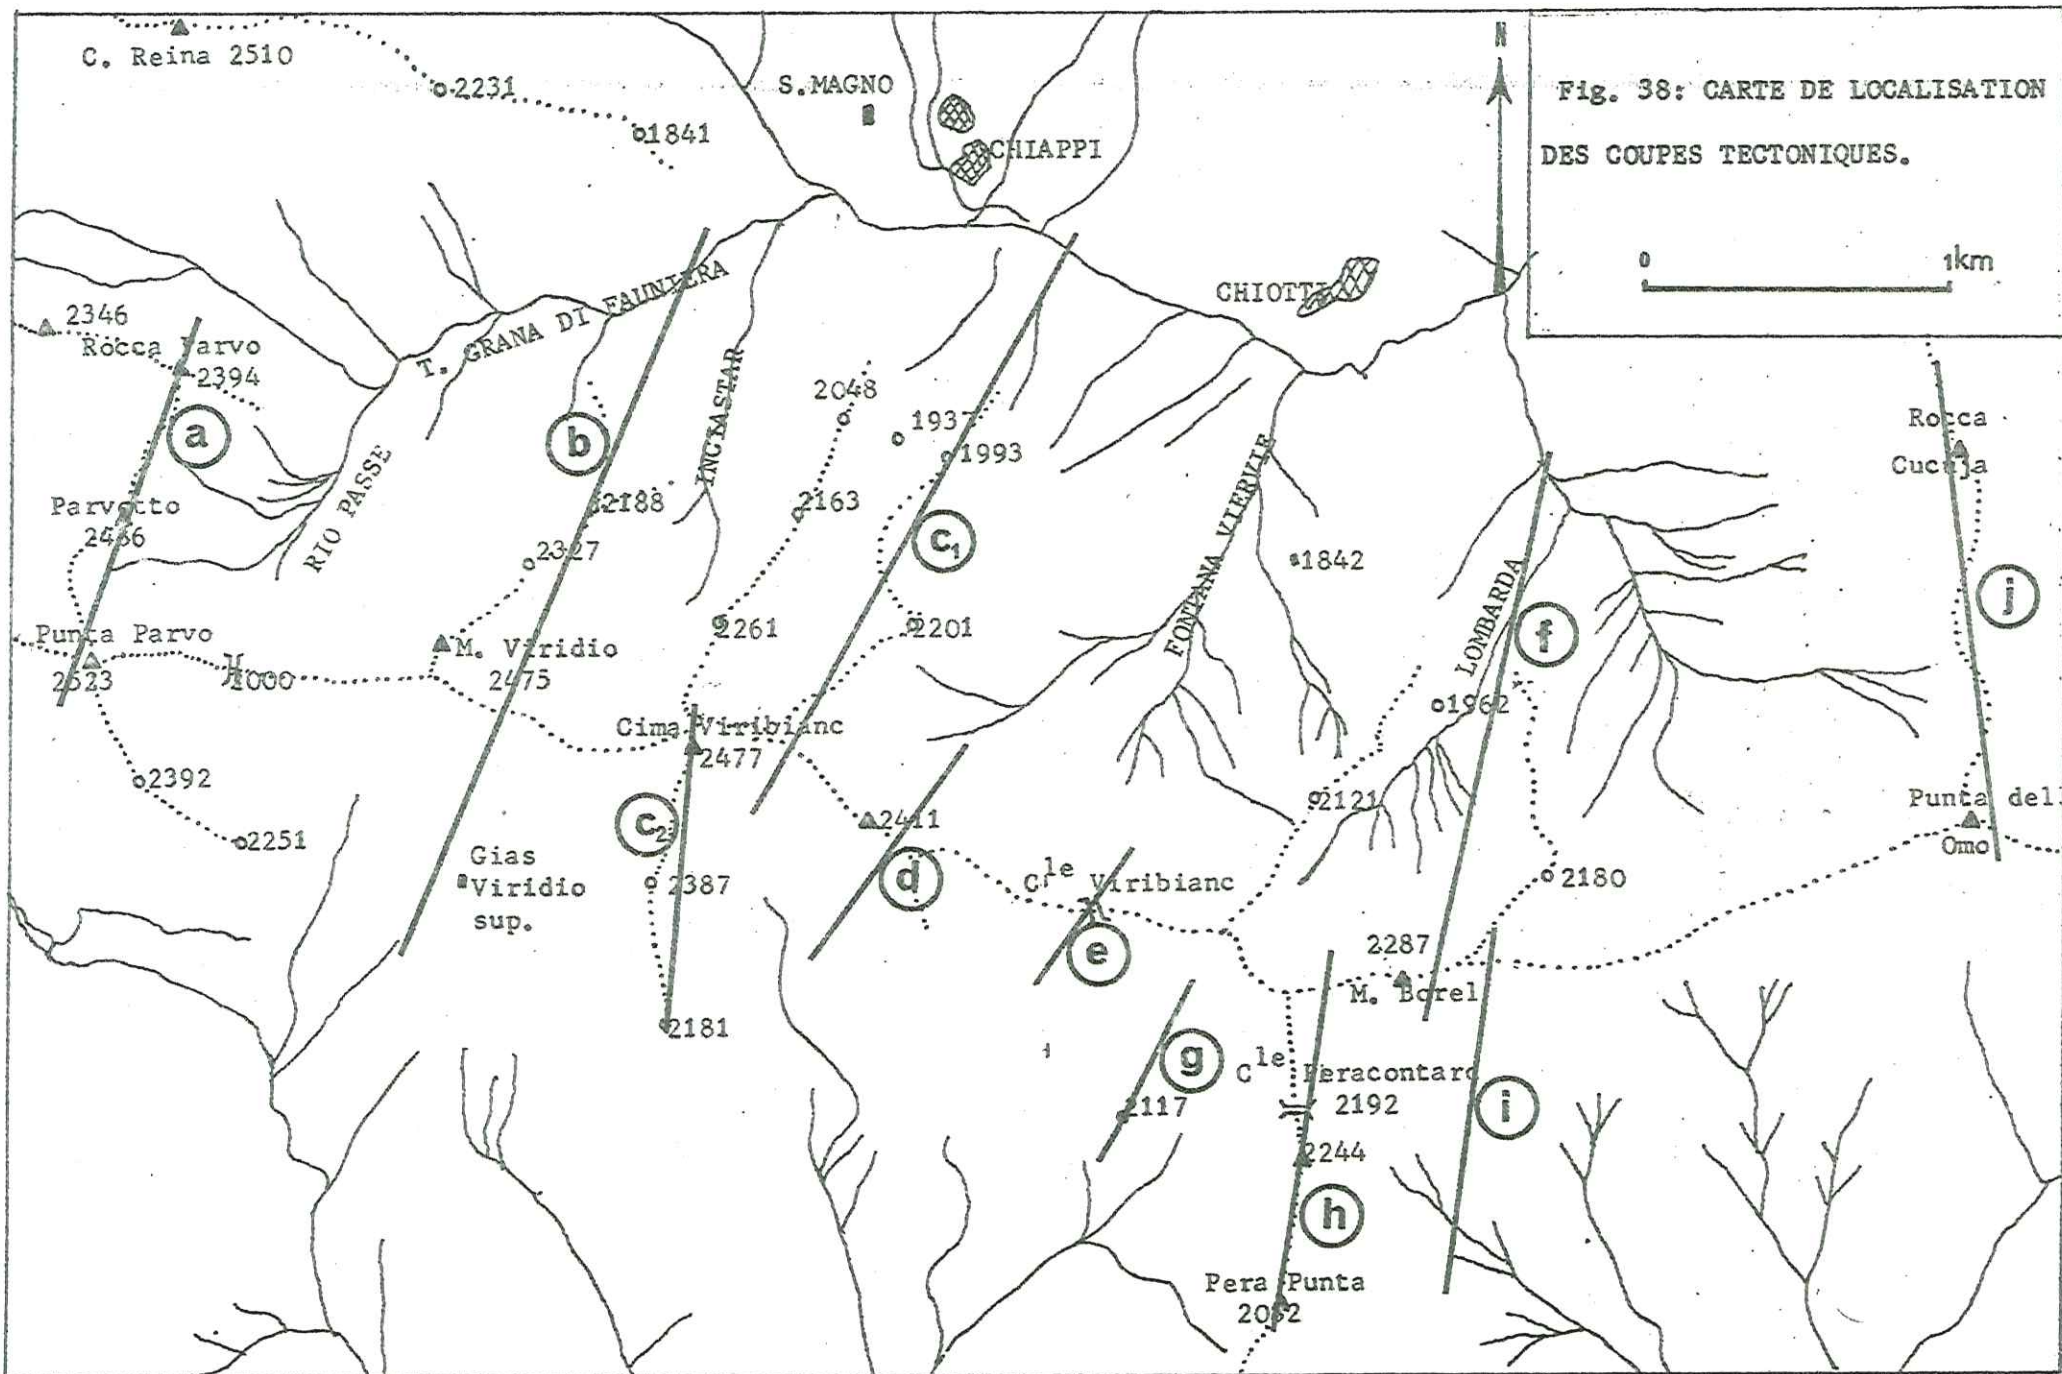 C. Reina 2510
2231
1841
S.MAGNO
CHIAPPI
N
Fig. 38: CARTE DE LOCALISATION
DES COUPES TECTONIQUES.
0 1km
CHIOTTI
2346
Rocca Parvo
2394
T. GRANA DI FAUNIERA
INCIASTAR
2048
1937
1993
a
b
RIO PASSE
Parvetto
2188
2163
2327
c1
FONTANA VIERVIE
1842
LOMBARDA
f
Rocca
Cucuja
j
Punta Parvo
2523
M. Viridio
2475
2261
2201
1962
Cima Viribianc
2477
2392
2251
c2
2411
2121
Punta dell
Omo
Gias
Viridio
sup.
2387
d
Cle Viribianc
2180
e
2287
M. Borel
2181
g
Cle Peracontard
2192
2117
i
2244
h
Pera Punta